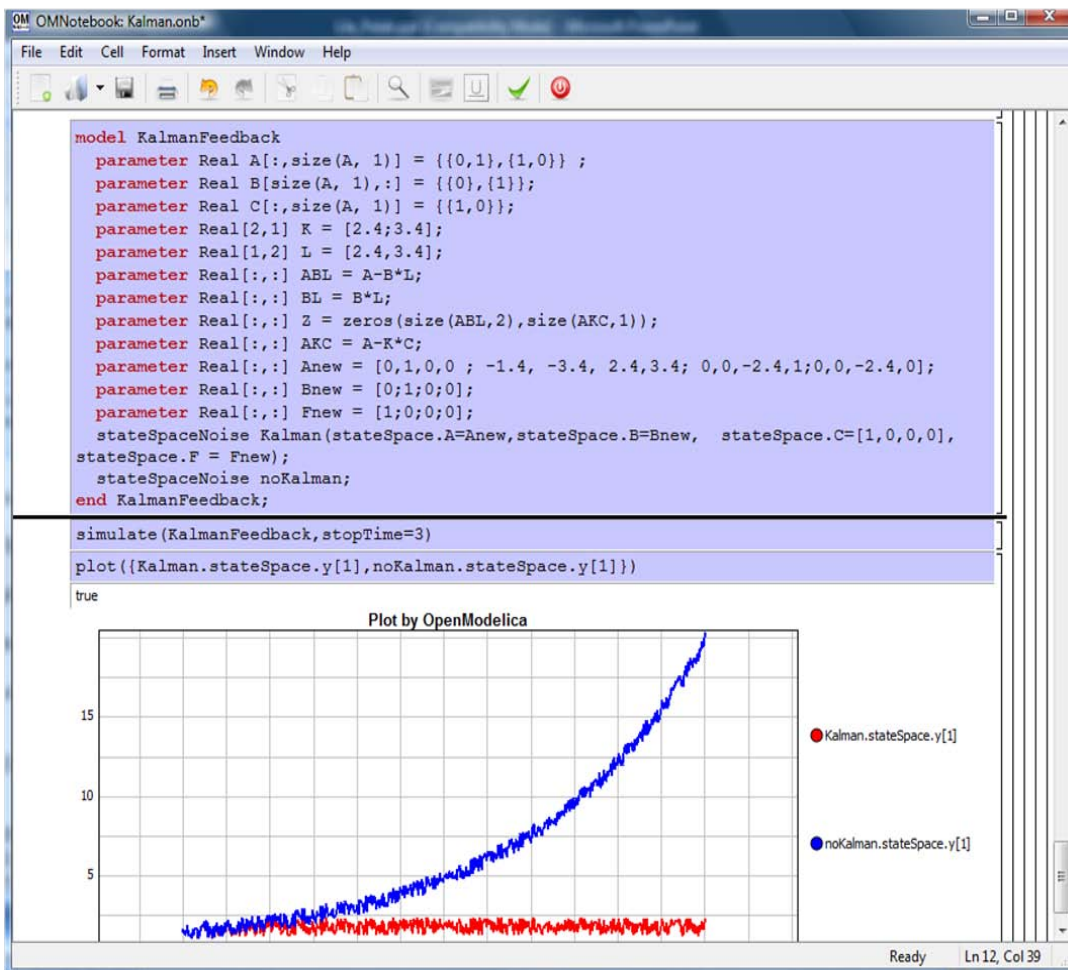 OMNotebook: Kalman.onb*
File Edit Cell Format Insert Window Help
model KalmanFeedback
parameter Real A[:,size(A, 1)] = {{0,1},{1,0}} ;
parameter Real B[size(A, 1),:] = {{0},{1}};
parameter Real C[:,size(A, 1)] = {{1,0}};
parameter Real[2,1] K = [2.4;3.4];
parameter Real[1,2] L = [2.4,3.4];
parameter Real[:,:] ABL = A-B*L;
parameter Real[:,:] BL = B*L;
parameter Real[:,:] Z = zeros(size(ABL,2),size(AKC,1));
parameter Real[:,:] AKC = A-K*C;
parameter Real[:,:] Anew = [0,1,0,0 ; -1.4, -3.4, 2.4,3.4; 0,0,-2.4,1;0,0,-2.4,0];
parameter Real[:,:] Bnew = [0;1;0;0];
parameter Real[:,:] Fnew = [1;0;0;0];
stateSpaceNoise Kalman(stateSpace.A=Anew,stateSpace.B=Bnew, stateSpace.C=[1,0,0,0],
stateSpace.F = Fnew);
stateSpaceNoise noKalman;
end KalmanFeedback;
simulate(KalmanFeedback,stopTime=3)
plot({Kalman.stateSpace.y[1],noKalman.stateSpace.y[1]})
true
Plot by OpenModelica
15
10
5
Kalman.stateSpace.y[1]
noKalman.stateSpace.y[1]
Ready Ln 12, Col 39